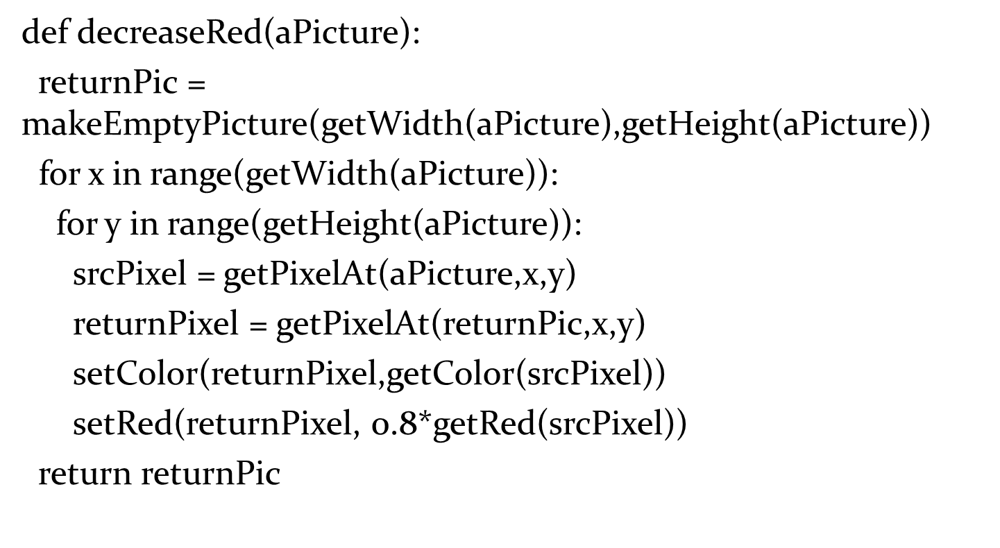 def decreaseRed(aPicture):
returnPic =
makeEmptyPicture(getWidth(aPicture),getHeight(aPicture))
for x in range(getWidth(aPicture)):
for y in range(getHeight(aPicture)):
srcPixel = getPixelAt(aPicture,x,y)
returnPixel = getPixelAt(returnPic,x,y)
setColor(returnPixel,getColor(srcPixel))
setRed(returnPixel, 0.8*getRed(srcPixel))
return returnPic